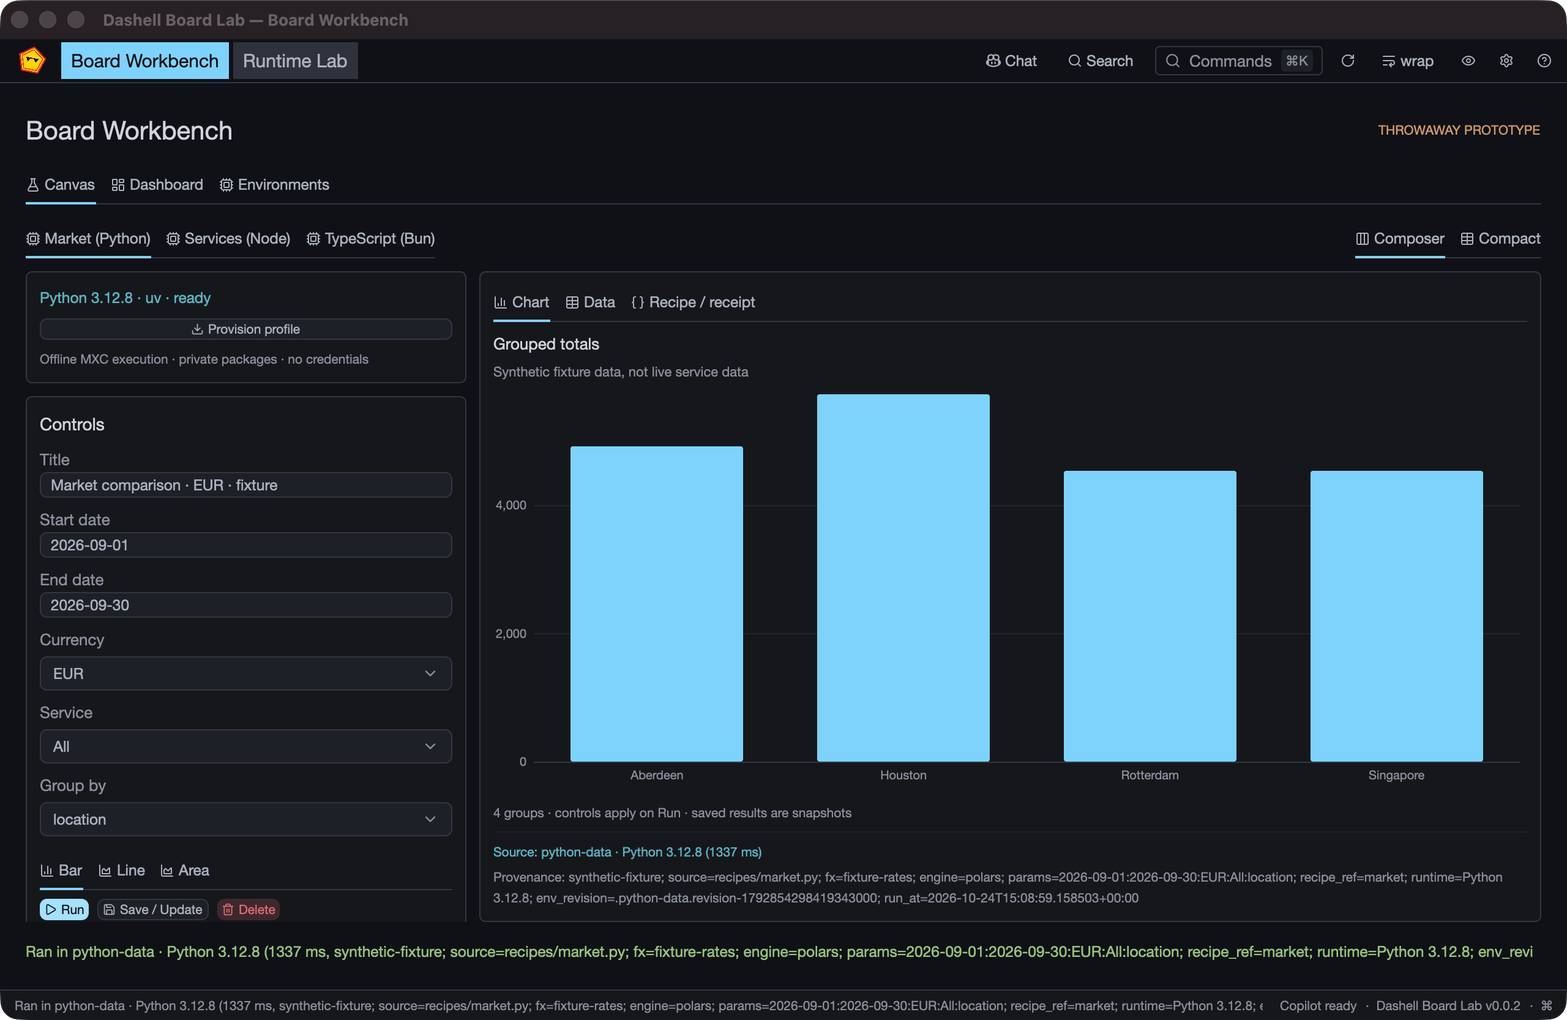 Dashell Board Lab — Board Workbench
Board Workbench Runtime Lab Chat Search Commands ⌘K wrap
Board Workbench
THROWAWAY PROTOTYPE
Canvas Dashboard Environments
Market (Python) Services (Node) TypeScript (Bun) Composer Compact
Python 3.12.8 · uv · ready
Provision profile
Offline MXC execution · private packages · no credentials
Controls
Title
Market comparison · EUR · fixture
Start date
2026-09-01
End date
2026-09-30
Currency
EUR
Service
All
Group by
location
Bar Line Area
Run Save / Update Delete
Chart Data Recipe / receipt
Grouped totals
Synthetic fixture data, not live service data
4,000
2,000
0
Aberdeen Houston Rotterdam Singapore
4 groups · controls apply on Run · saved results are snapshots
Source: python-data · Python 3.12.8 (1337 ms)
Provenance: synthetic-fixture; source=recipes/market.py; fx=fixture-rates; engine=polars; params=2026-09-01:2026-09-30:EUR:All:location; recipe_ref=market; runtime=Python
3.12.8; env_revision=.python-data.revision-1792854298419343000; run_at=2026-10-24T15:08:59.158503+00:00
Ran in python-data · Python 3.12.8 (1337 ms, synthetic-fixture; source=recipes/market.py; fx=fixture-rates; engine=polars; params=2026-09-01:2026-09-30:EUR:All:location; recipe_ref=market; runtime=Python 3.12.8; env_revi
Ran in python-data · Python 3.12.8 (1337 ms, synthetic-fixture; source=recipes/market.py; fx=fixture-rates; engine=polars; params=2026-09-01:2026-09-30:EUR:All:location; recipe_ref=market; runtime=Python 3.12.8; Copilot ready · Dashell Board Lab v0.0.2 · ⌘